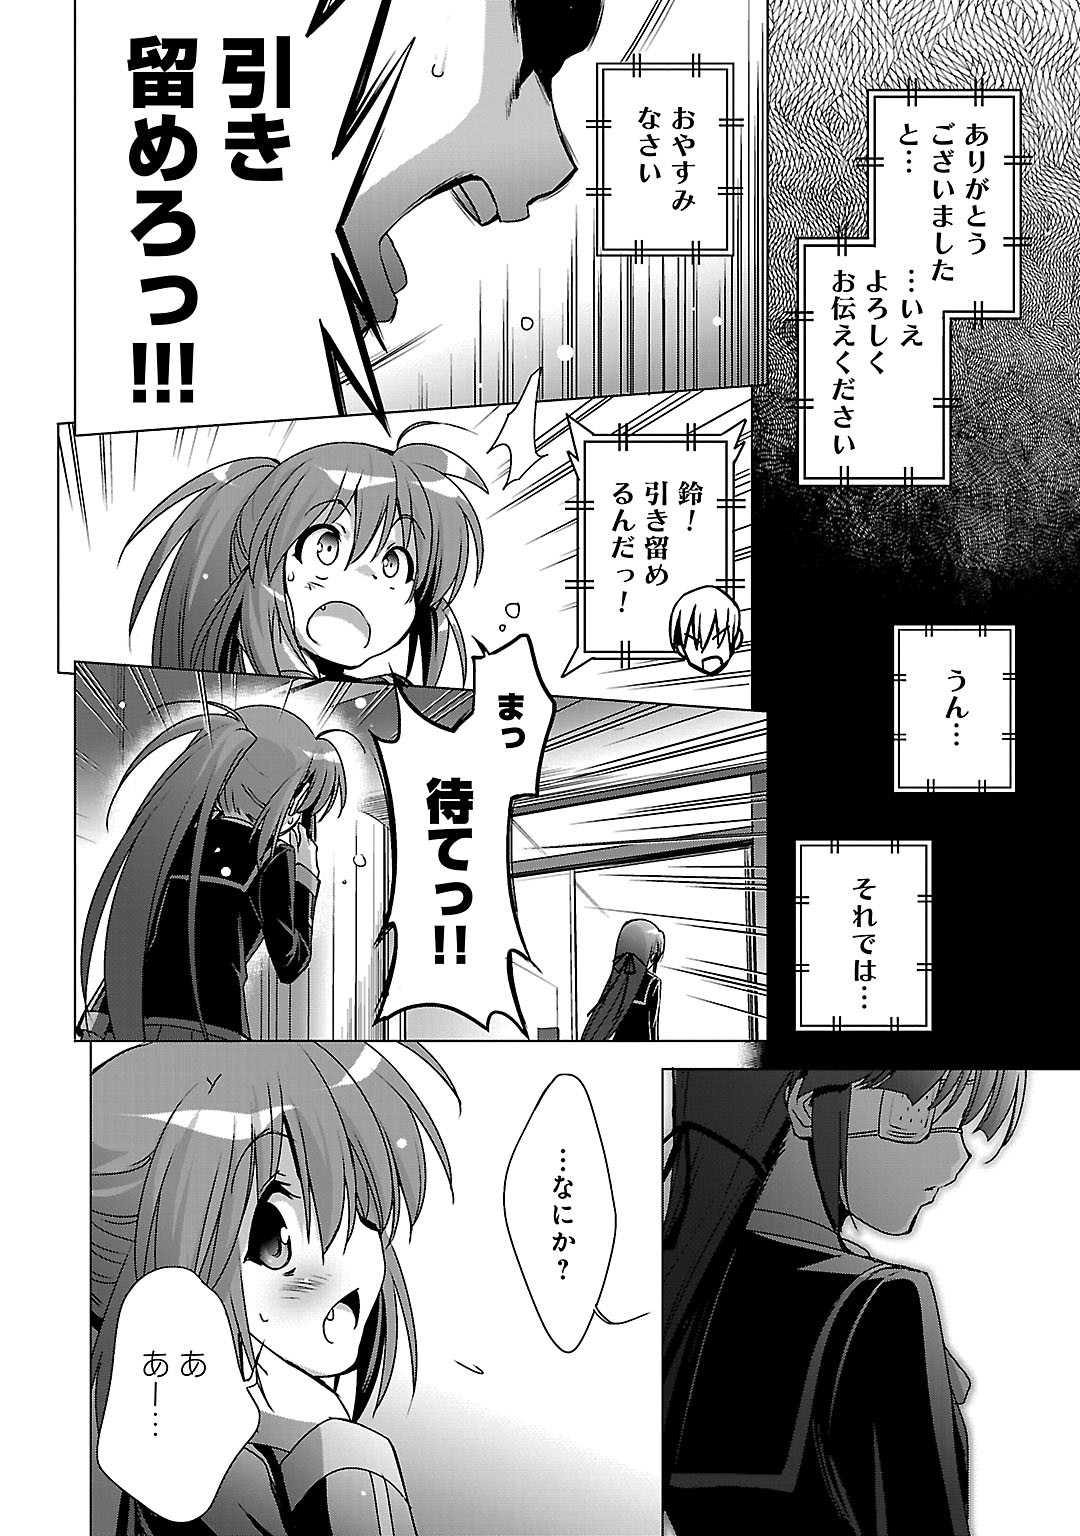 ありがとう
ございました
と…
…いえ
よろしく
お伝えください
うん…
それでは…
おやすみ
なさい
引き
留めろっ!!!
鈴!
引き留め
るんだっ!
まっ
待てっ!!
…なにか?
あ
あー…